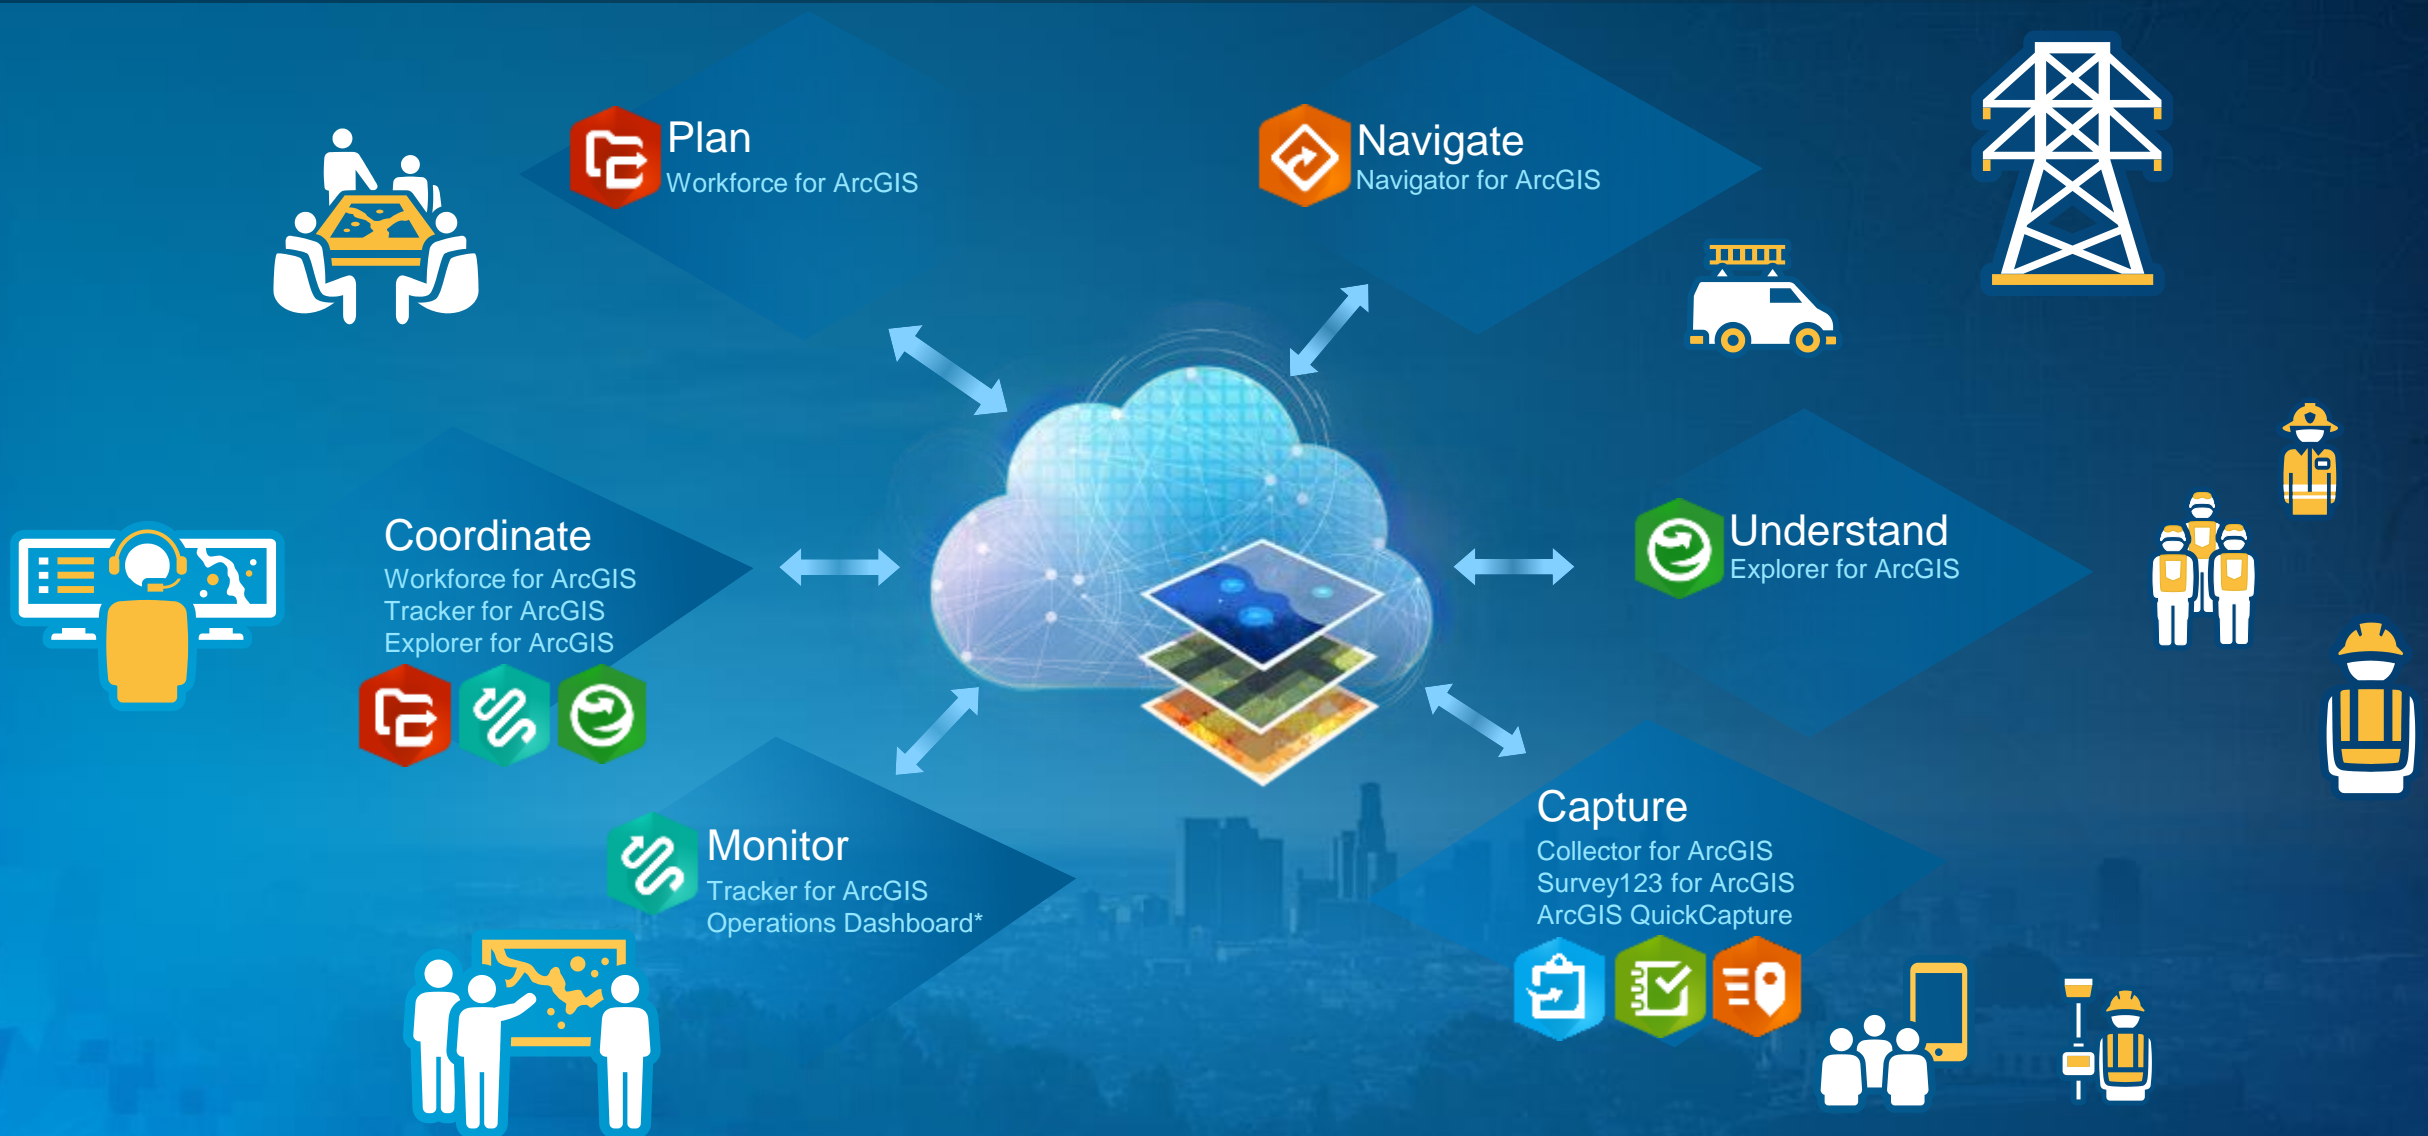 Plan
Workforce for ArcGIS
Navigate
Navigator for ArcGIS
Coordinate
Workforce for ArcGIS
Tracker for ArcGIS
Explorer for ArcGIS
Understand
Explorer for ArcGIS
Monitor
Tracker for ArcGIS
Operations Dashboard*
Capture
Collector for ArcGIS
Survey123 for ArcGIS
ArcGIS QuickCapture